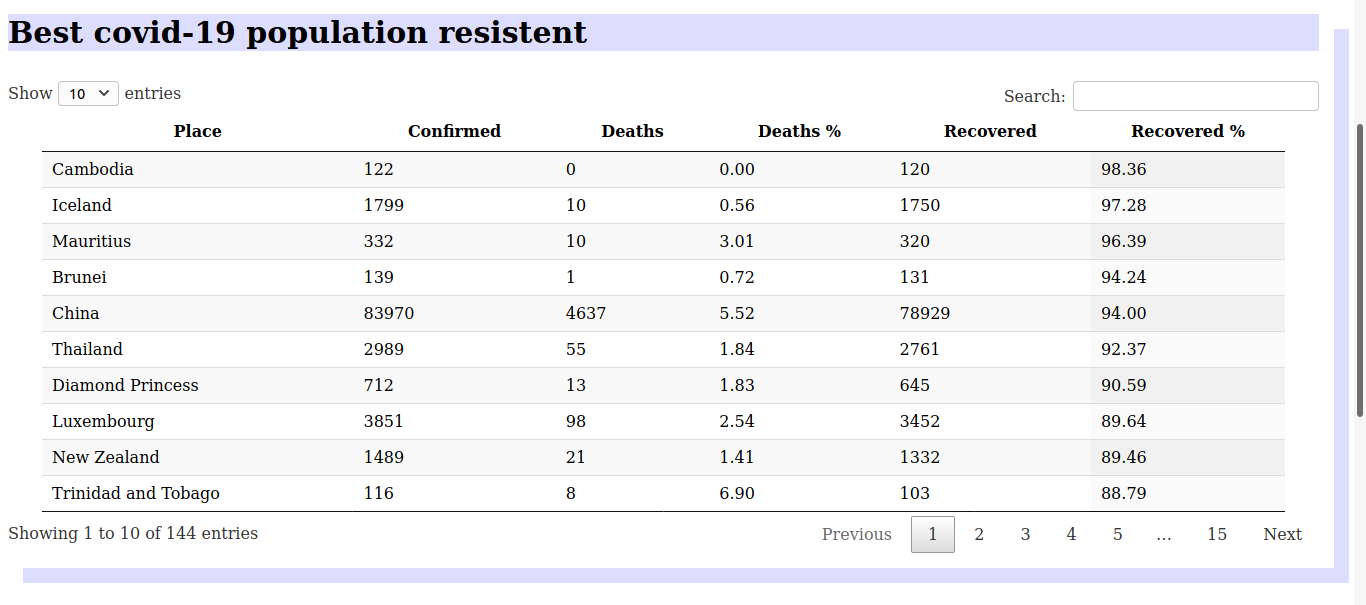 Best covid-19 population resistent
Show 10 entries
Search:
Place Confirmed Deaths Deaths % Recovered Recovered %
Cambodia 122 0 0.00 120 98.36
Iceland 1799 10 0.56 1750 97.28
Mauritius 332 10 3.01 320 96.39
Brunei 139 1 0.72 131 94.24
China 83970 4637 5.52 78929 94.00
Thailand 2989 55 1.84 2761 92.37
Diamond Princess 712 13 1.83 645 90.59
Luxembourg 3851 98 2.54 3452 89.64
New Zealand 1489 21 1.41 1332 89.46
Trinidad and Tobago 116 8 6.90 103 88.79
Showing 1 to 10 of 144 entries
Previous 1 2 3 4 5 … 15 Next